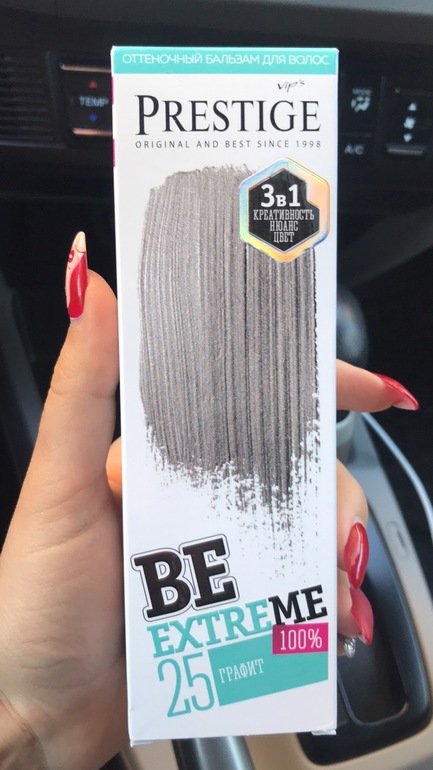 ОТТЕНОЧНЫЙ БАЛЬЗАМ ДЛЯ ВОЛОС
vip's
PRESTIGE
ORIGINAL AND BEST SINCE 1998
3в1
КРЕАТИВНОСТЬ
НЮАНС
ЦВЕТ
BE
EXTREME
100%
25
ГРАФИТ
TEMP
A/C